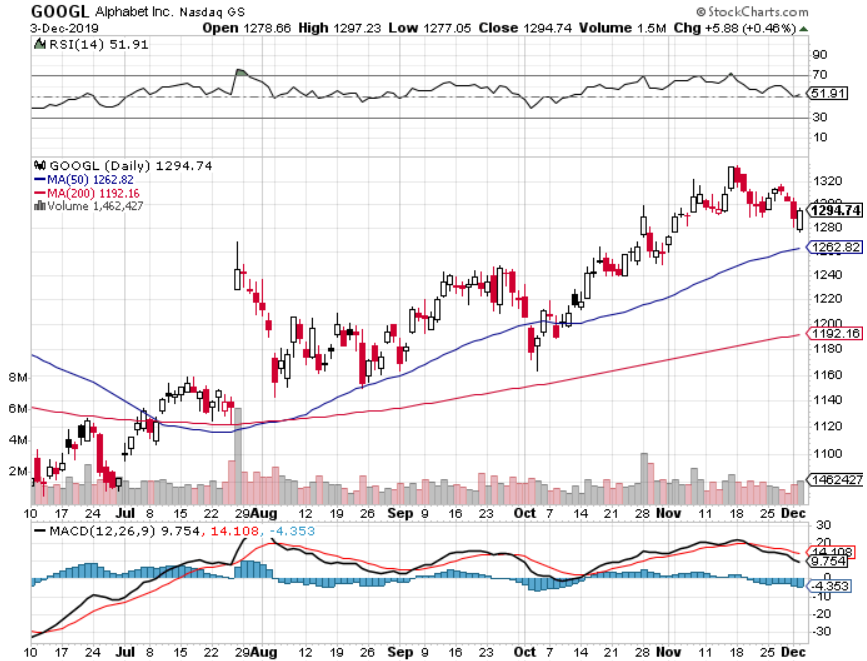 GOOGL Alphabet Inc. Nasdaq GS © StockCharts.com
3-Dec-2019 Open 1278.66 High 1297.23 Low 1277.05 Close 1294.74 Volume 1.5M Chg +5.88 (+0.46%)
RSI(14) 51.91
90
70
51.91
30
10
GOOGL (Daily) 1294.74
MA(50) 1262.82
MA(200) 1192.16
Volume 1,462,427
1320
1300
1294.74
1280
1262.82
1240
1220
1200
1192.16
1180
1160
8M 1140
6M 1120
4M 1100
2M
1462427
10 17 24 Jul 8 15 22 29 Aug 12 19 26 Sep 9 16 23 Oct 7 14 21 28 Nov 11 18 25 Dec
MACD(12,26,9) 9.754, 14.108, -4.353
30
20
14.108
9.754
0
-4.353
-10
-20
-30
10 17 24 Jul 8 15 22 29 Aug 12 19 26 Sep 9 16 23 Oct 7 14 21 28 Nov 11 18 25 Dec